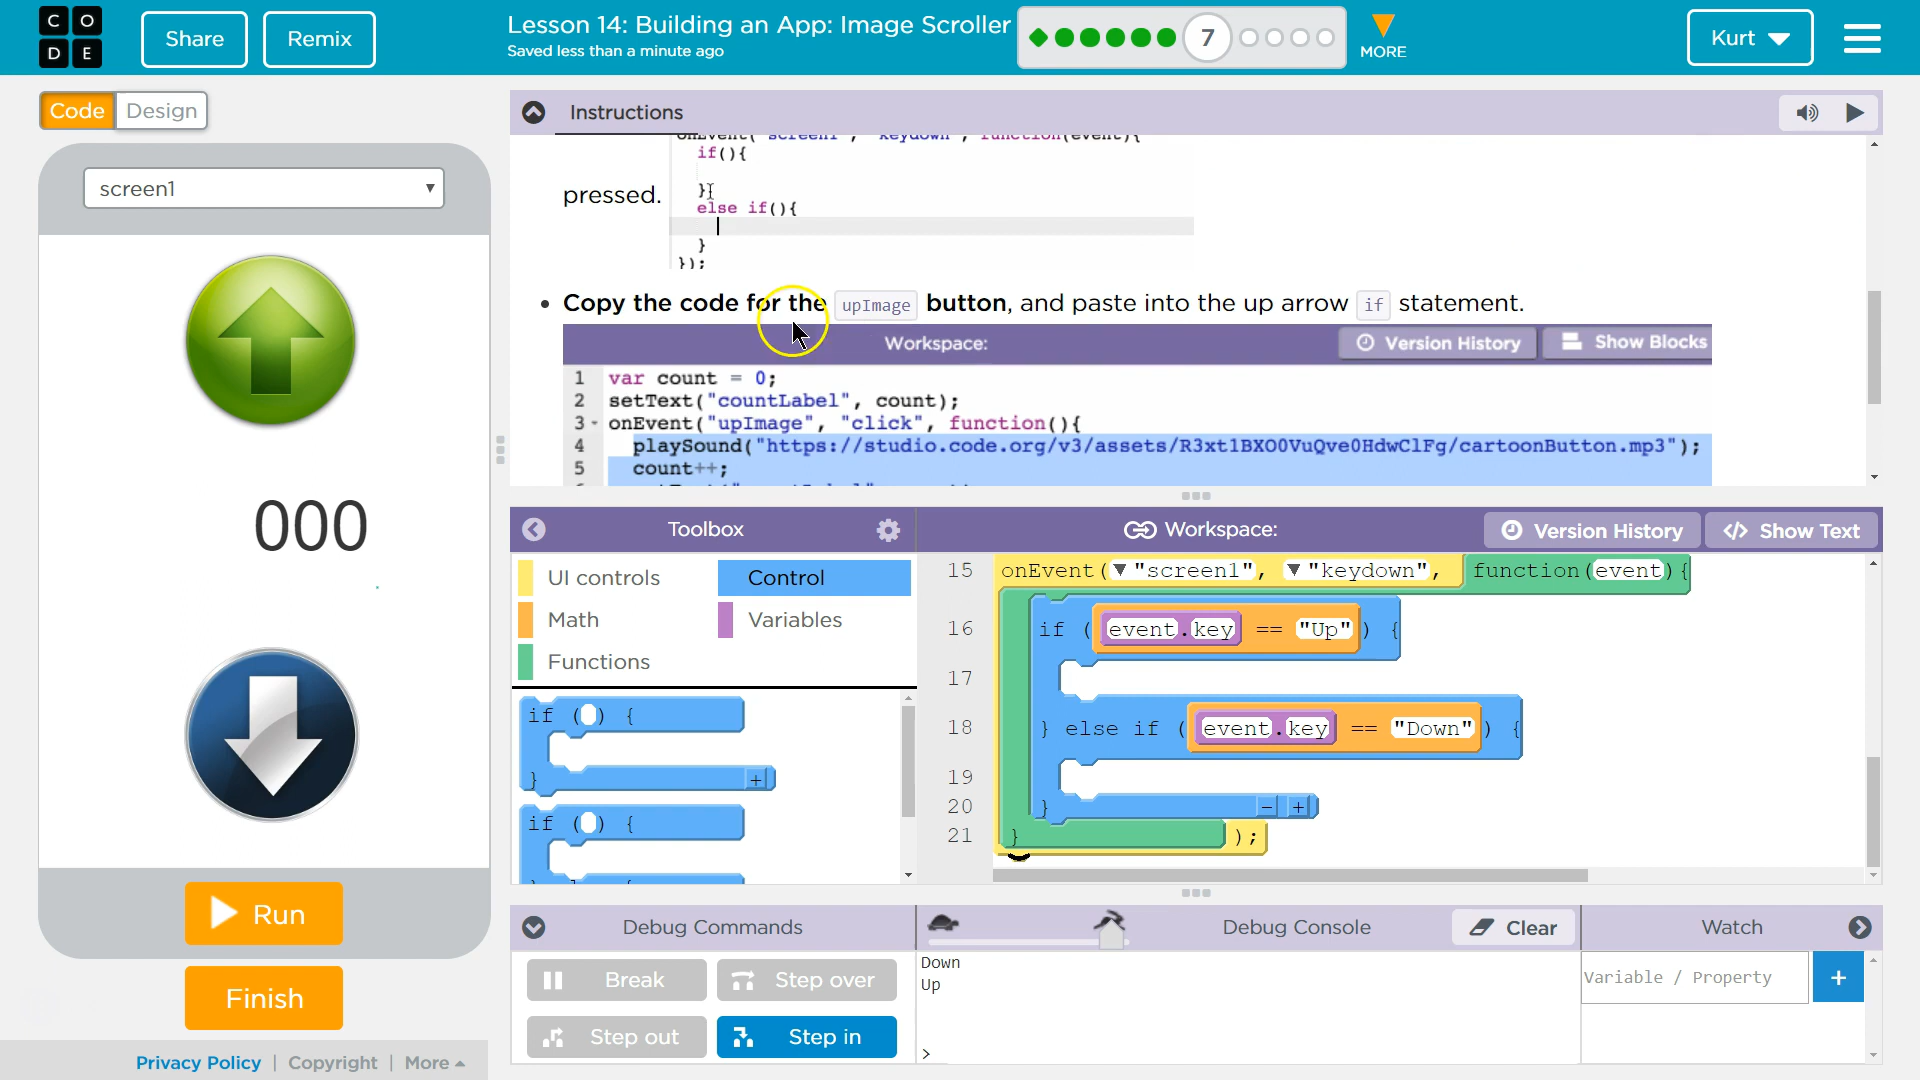 C O
D E
Share
Remix
Lesson 14: Building an App: Image Scroller
Saved less than a minute ago
7
MORE
Kurt
Code
Design
screen1
000
Run
Finish
Privacy Policy | Copyright | More
Instructions
onEvent("screen1", "keydown", function(event){
if(){
}
else if(){
}
});
pressed.
Copy the code for the upImage button, and paste into the up arrow if statement.
Workspace:
Version History
Show Blocks
1 var count = 0;
2 setText("countLabel", count);
3 onEvent("upImage", "click", function(){
4 playSound("https://studio.code.org/v3/assets/R3xt1BXO0VuQve0HdwClFg/cartoonButton.mp3");
5 count++;
Toolbox
Workspace:
Version History
</> Show Text
UI controls
Control
Math
Variables
Functions
if ( ) {
} +
if ( ) {
15 onEvent( ▼ "screen1", ▼ "keydown", function(event) {
16 if ( event.key == "Up" ) {
17
18 } else if ( event.key == "Down" ) {
19
20 } - +
21 } );
Debug Commands
Break
Step over
Step out
Step in
Debug Console
Clear
Down
Up
>
Watch
Variable / Property
+